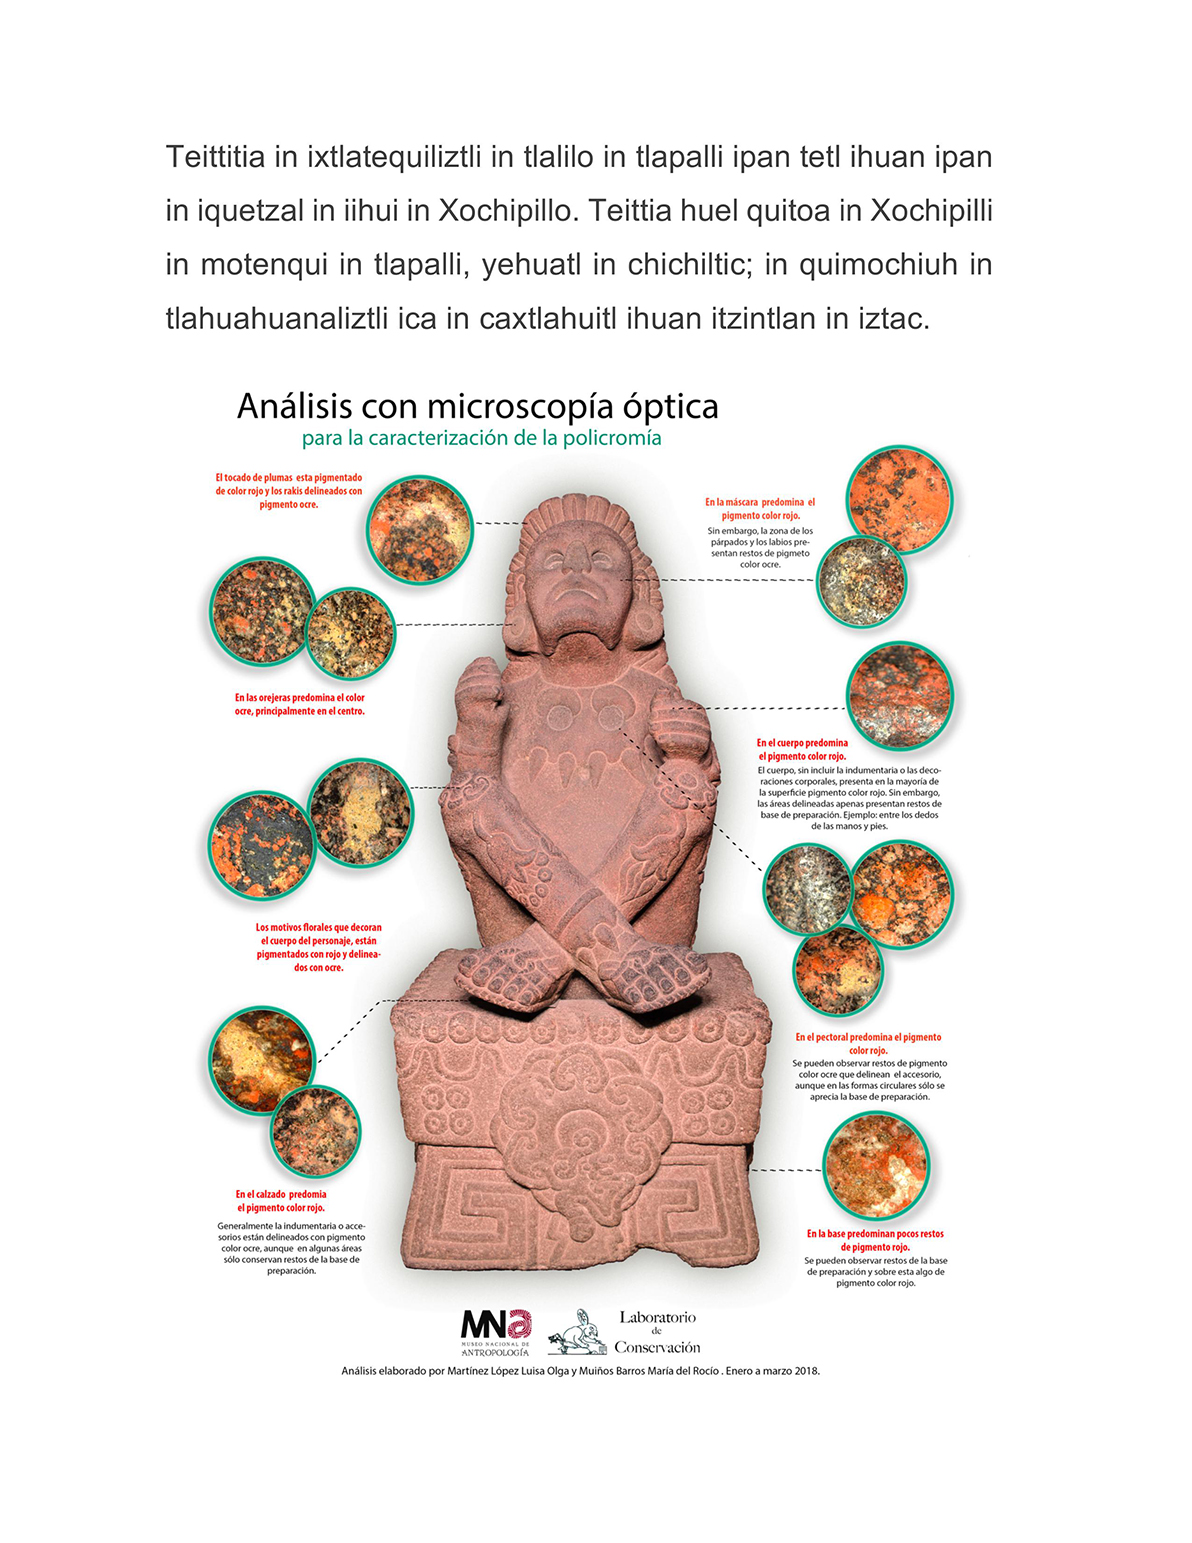 Teittitia in ixtlatequiliztli in tlalilo in tlapalli ipan tetl ihuan ipan
in iquetzal in iihui in Xochipillo. Teittia huel quitoa in Xochipilli
in motenqui in tlapalli, yehuatl in chichiltic; in quimochiuh in
tlahuahuanaliztli ica in caxtlahuitl ihuan itzintlan in iztac.
Análisis con microscopía óptica
para la caracterización de la policromía
El tocado de plumas esta pigmentado
de color rojo y los rakis delineados con
pigmento ocre.
En la máscara predomina el
pigmento color rojo.
Sin embargo, la zona de los
párpados y los labios pre-
sentan restos de pigmeto
color ocre.
En las orejeras predomina el color
ocre, principalmente en el centro.
En el cuerpo predomina
el pigmento color rojo.
El cuerpo, sin incluir la indumentaria o las deco-
raciones corporales, presenta en la mayoría de
la superficie pigmento color rojo. Sin embargo,
las áreas delineadas apenas presentan restos de
base de preparación. Ejemplo: entre los dedos
de las manos y pies.
Los motivos florales que decoran
el cuerpo del personaje, están
pigmentados con rojo y delinea-
dos con ocre.
En el pectoral predomina el pigmento
color rojo.
Se pueden observar restos de pigmento
color ocre que delinean el accesorio,
aunque en las formas circulares sólo se
aprecia la base de preparación.
En el calzado predomia
el pigmento color rojo.
Generalmente la indumentaria o acce-
sorios están delineados con pigmento
color ocre, aunque en algunas áreas
sólo conservan restos de la base de
preparación.
En la base predominan pocos restos
de pigmento rojo.
Se pueden observar restos de la base
de preparación y sobre esta algo de
pigmento color rojo.
MNA
MUSEO NACIONAL DE
ANTROPOLOGÍA
Laboratorio
de
Conservación
Análisis elaborado por Martínez López Luisa Olga y Muiños Barros María del Rocío . Enero a marzo 2018.